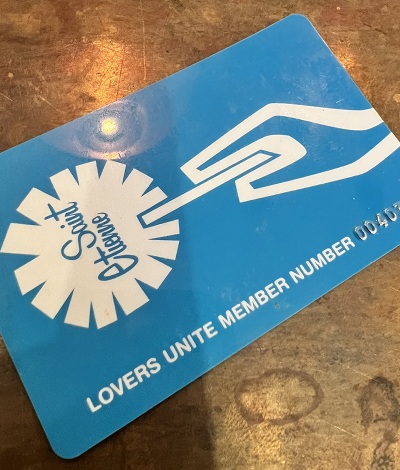 Saint
Etienne
LOVERS UNITE MEMBER NUMBER